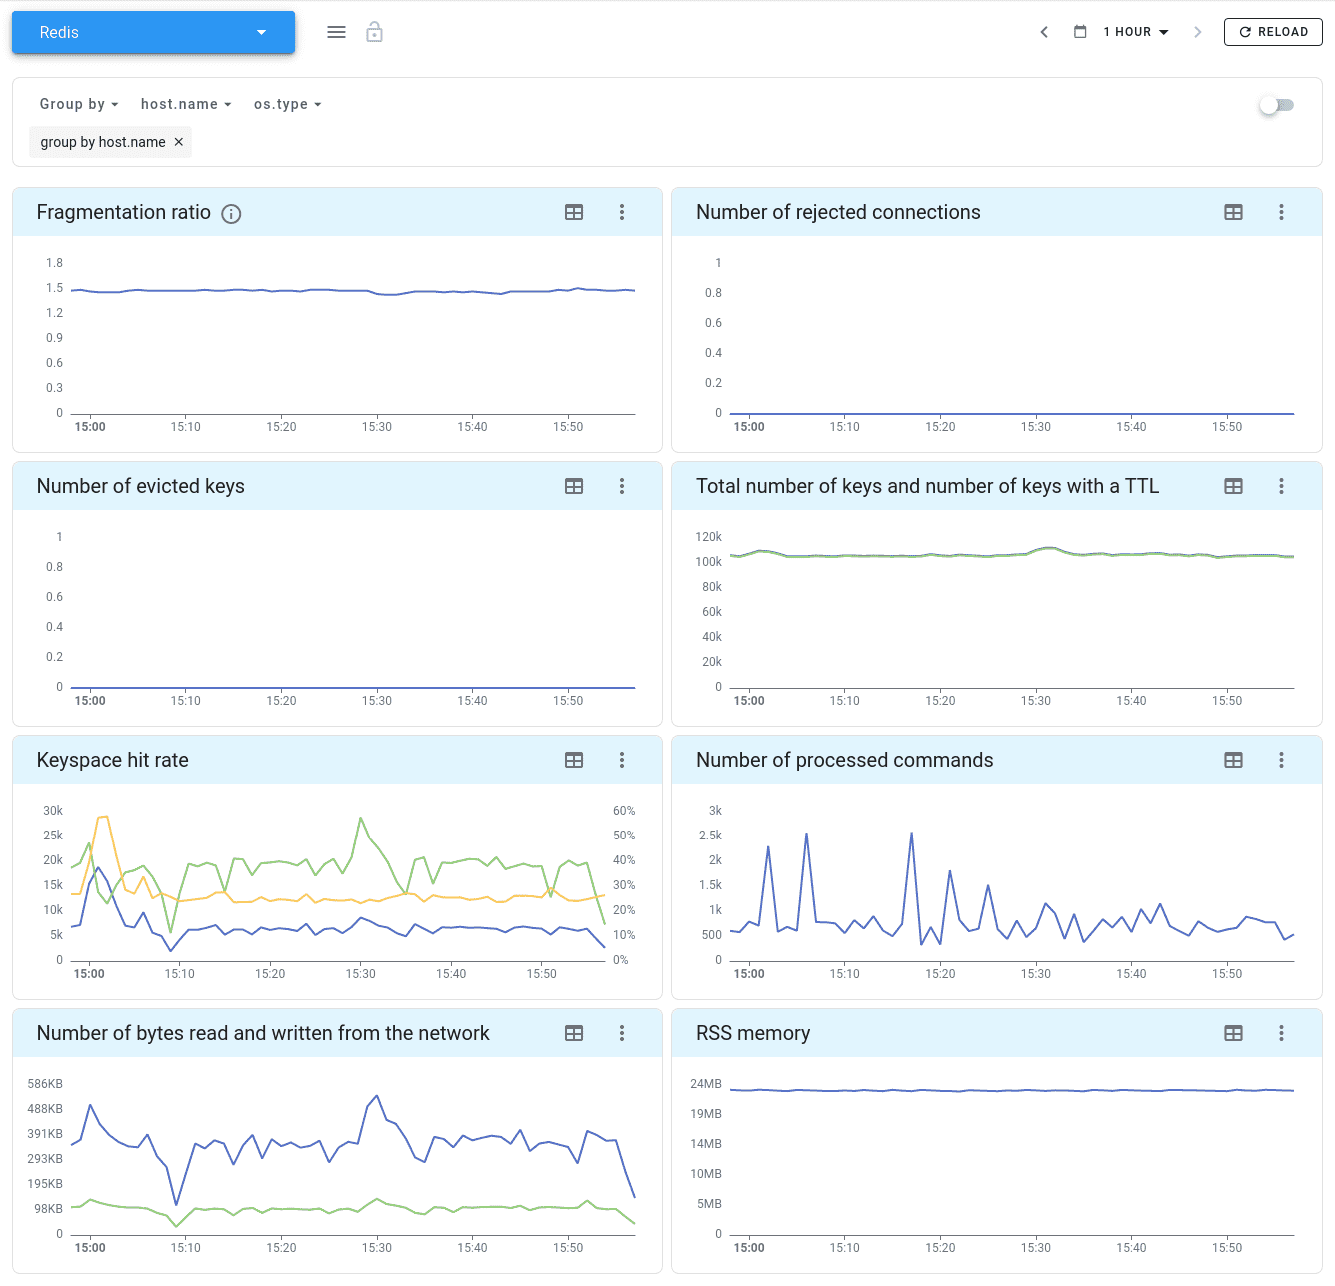 Redis
1 HOUR
RELOAD
Group by host.name os.type
group by host.name
Fragmentation ratio
1.8
1.5
1.2
0.9
0.6
0.3
0
15:00 15:10 15:20 15:30 15:40 15:50
Number of rejected connections
1
0.8
0.6
0.4
0.2
0
15:00 15:10 15:20 15:30 15:40 15:50
Number of evicted keys
1
0.8
0.6
0.4
0.2
0
15:00 15:10 15:20 15:30 15:40 15:50
Total number of keys and number of keys with a TTL
120k
100k
80k
60k
40k
20k
0
15:00 15:10 15:20 15:30 15:40 15:50
Keyspace hit rate
30k 60%
25k 50%
20k 40%
15k 30%
10k 20%
5k 10%
0 0%
15:00 15:10 15:20 15:30 15:40 15:50
Number of processed commands
3k
2.5k
2k
1.5k
1k
500
0
15:00 15:10 15:20 15:30 15:40 15:50
Number of bytes read and written from the network
586KB
488KB
391KB
293KB
195KB
98KB
0
15:00 15:10 15:20 15:30 15:40 15:50
RSS memory
24MB
19MB
14MB
10MB
5MB
0
15:00 15:10 15:20 15:30 15:40 15:50